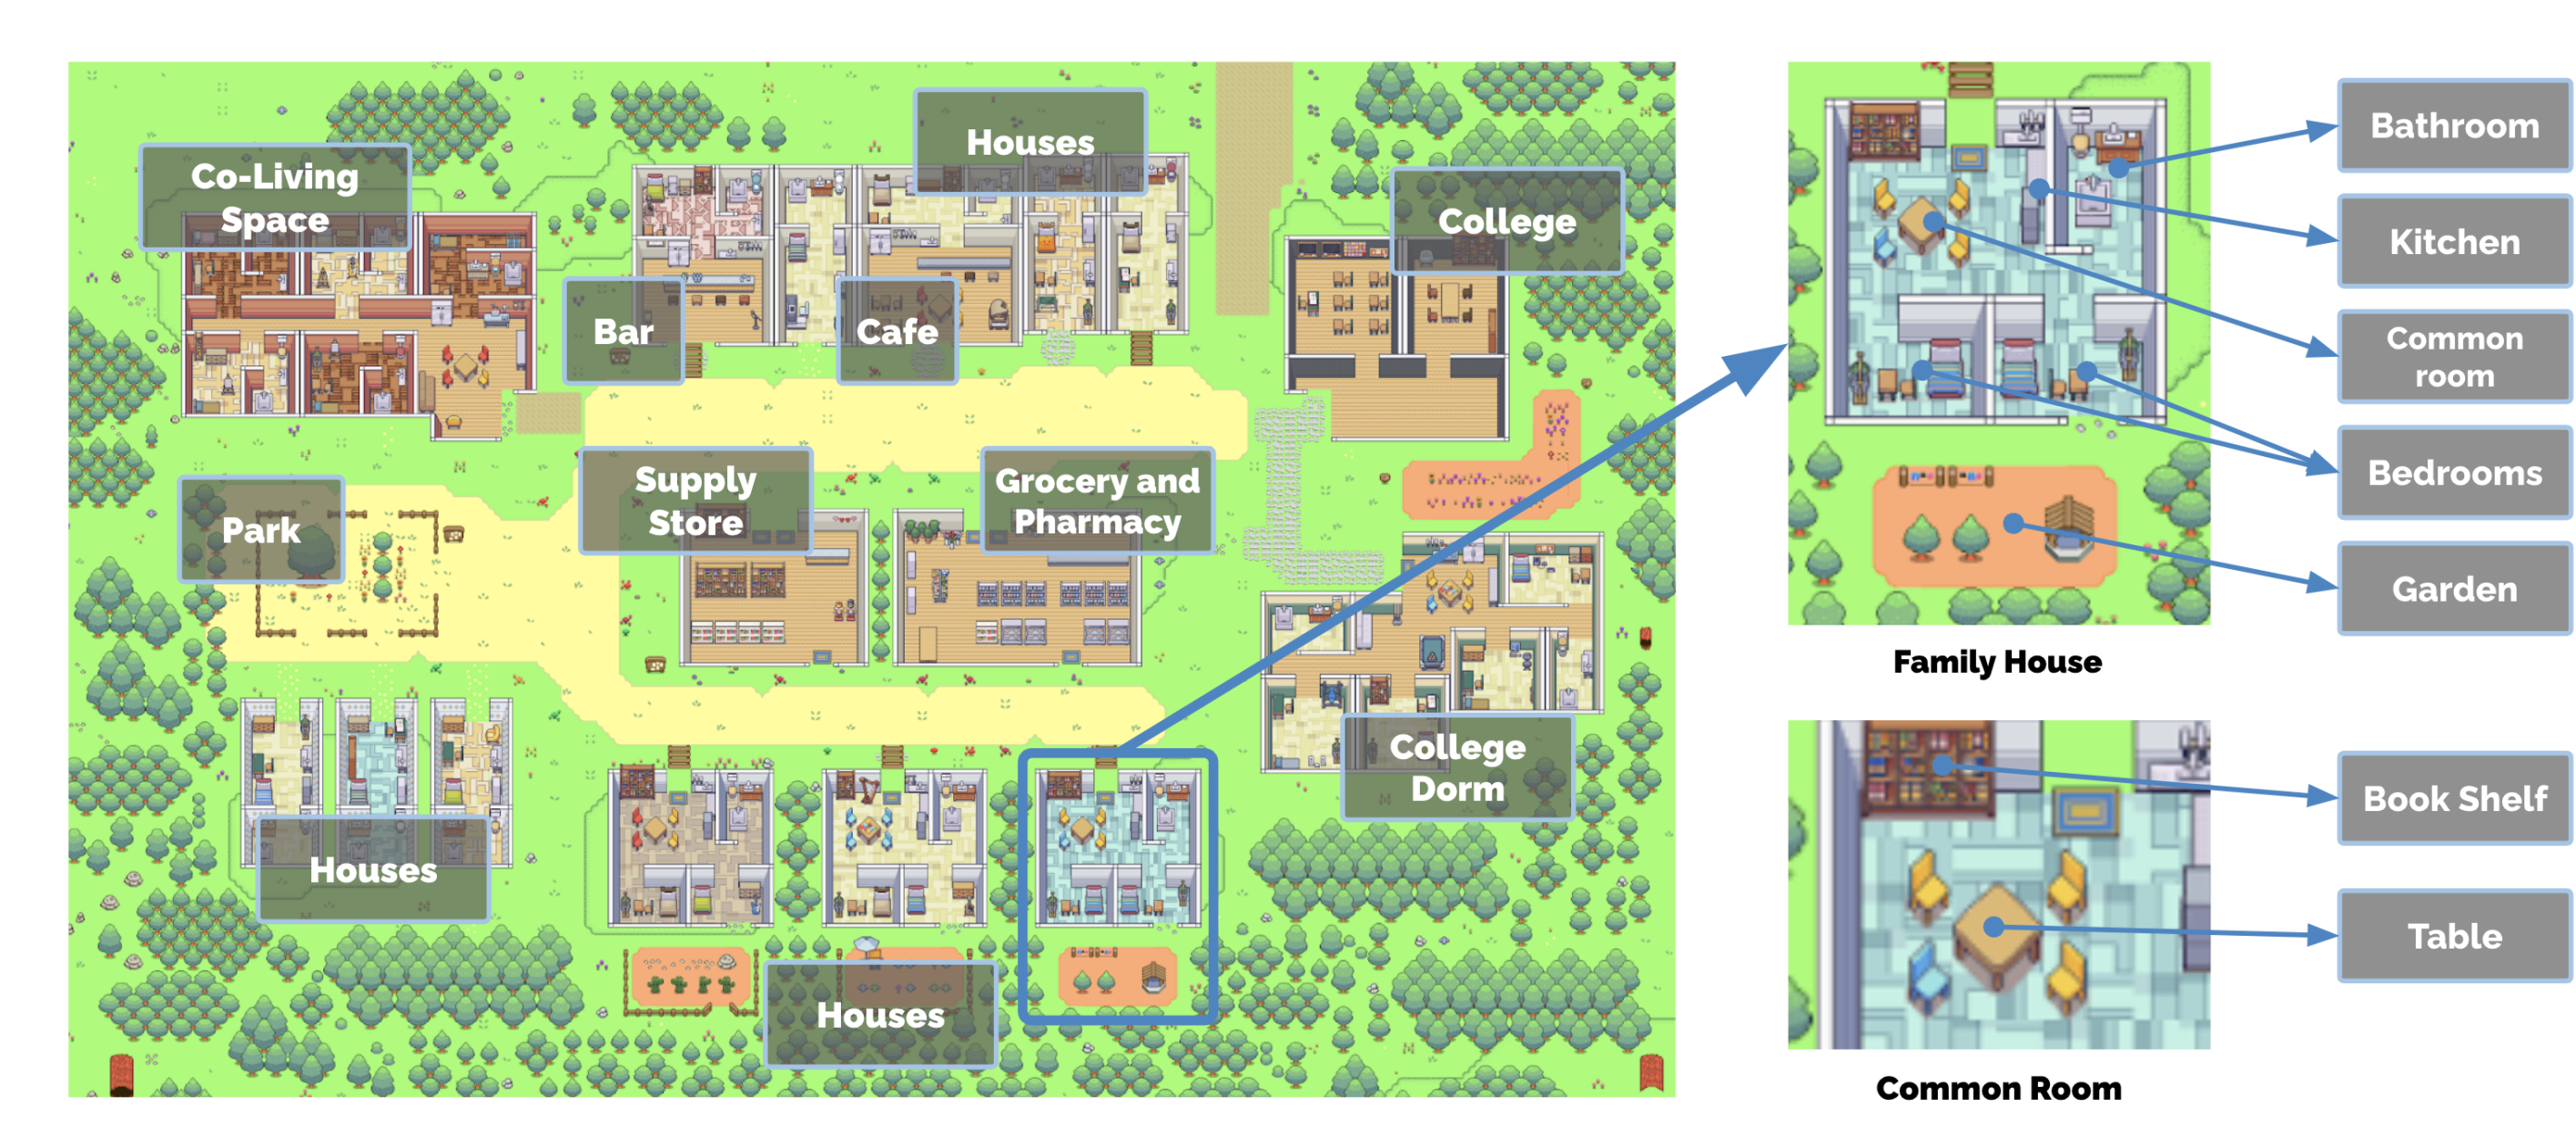 Houses
Co-Living
Space
College
Bar
Cafe
Supply
Store
Grocery and
Pharmacy
Park
College
Dorm
Houses
Houses
Bathroom
Kitchen
Common
room
Bedrooms
Garden
Family House
Book Shelf
Table
Common Room